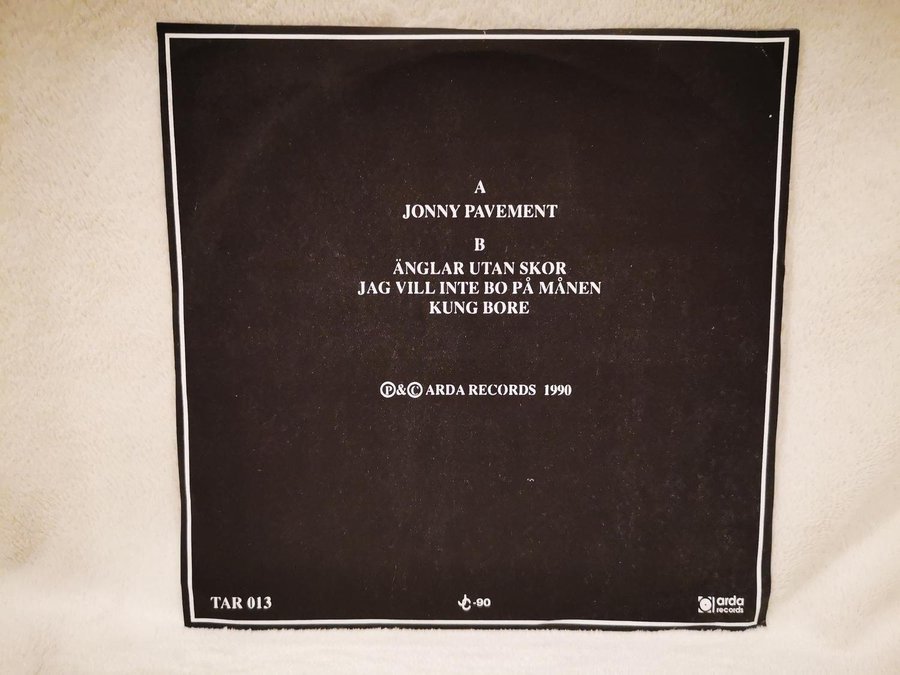 A
JONNY PAVEMENT
B
ÄNGLAR UTAN SKOR
JAG VILL INTE BO PÅ MÅNEN
KUNG BORE
Ⓟ&© ARDA RECORDS 1990
TAR 013
JC -90
arda
records